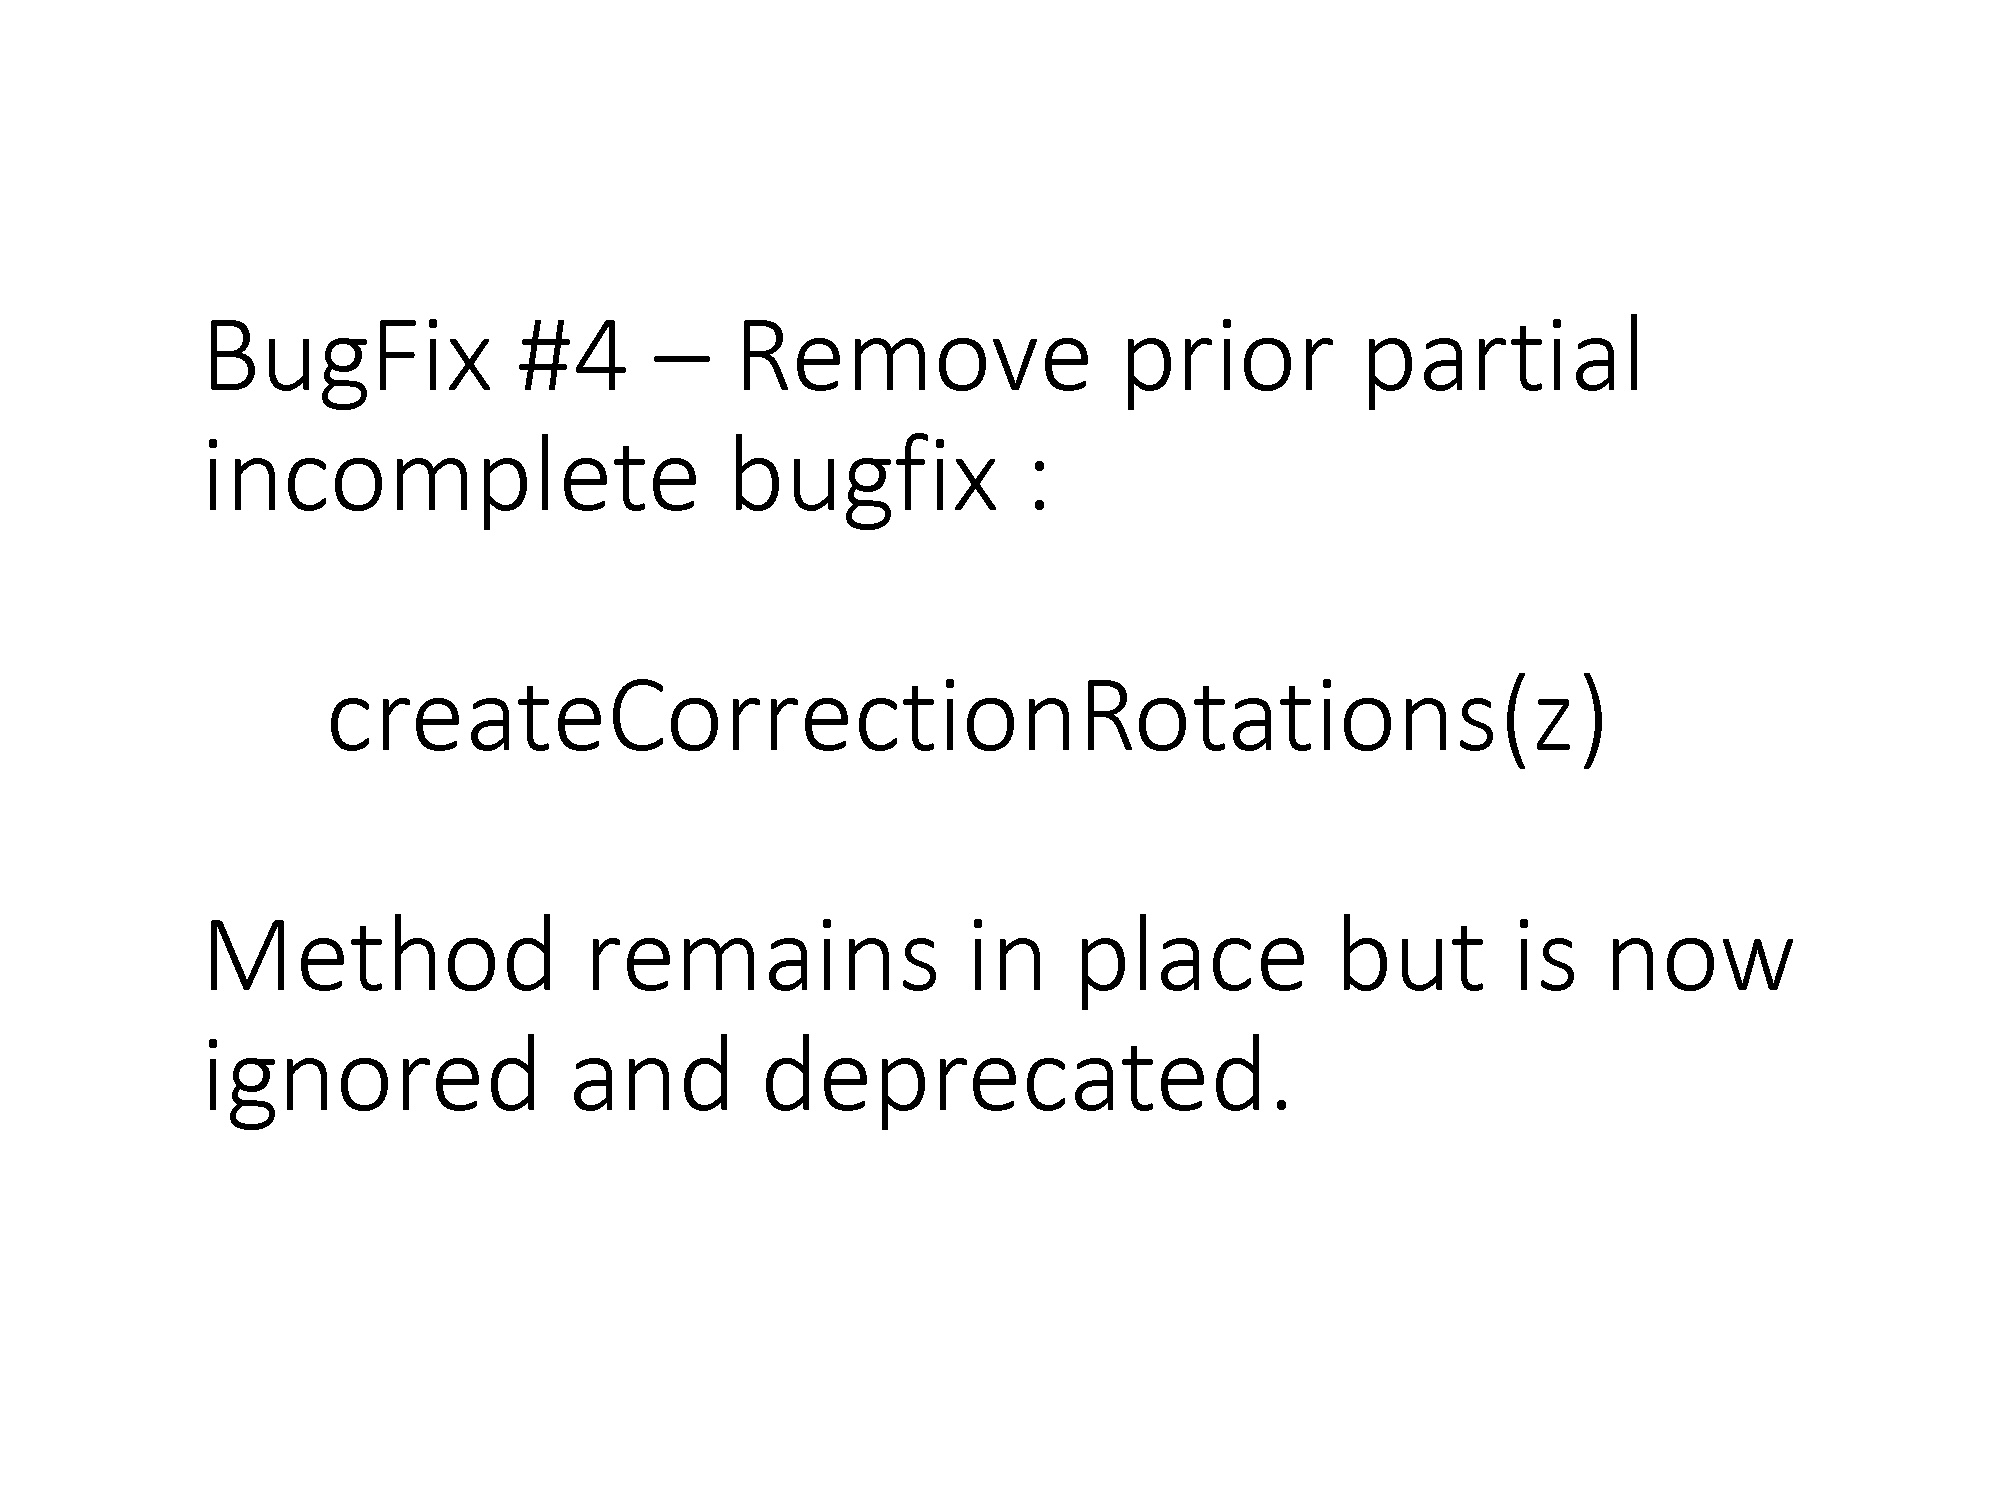 BugFix #4 – Remove prior partial
incomplete bugfix :
createCorrectionRotations(z)
Method remains in place but is now
ignored and deprecated.